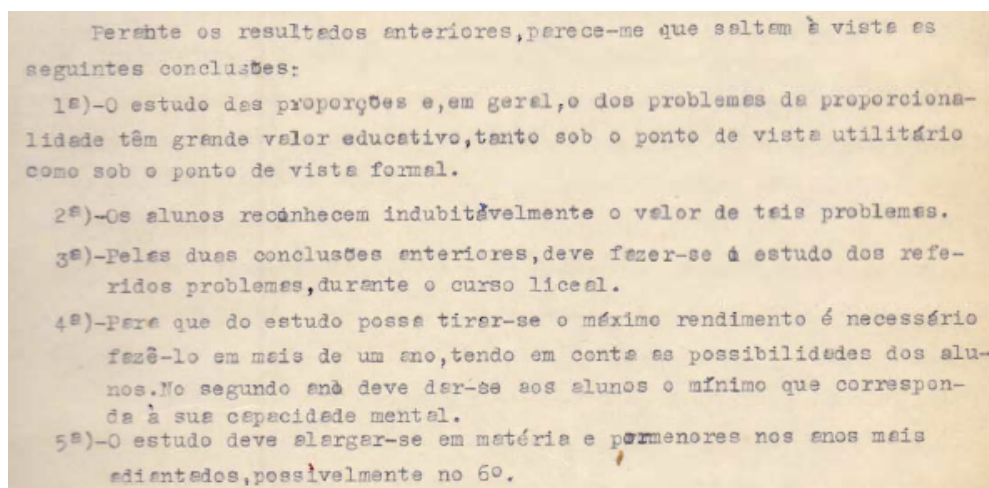 Perante os resultados anteriores,parece-me que saltam à vista as
seguintes conclusões:
1ª)-O estudo das proporções e,em geral,o dos problemas de proporciona-
lidade têm grande valor educativo,tanto sob o ponto de vista utilitário
como sob o ponto de vista formal.
2ª)-Os alunos reconhecem indubitàvelmente o valor de tais problemas.
3ª)-Pelas duas conclusões anteriores,deve fazer-se o estudo dos refe-
ridos problemas,durante o curso liceal.
4ª)-Para que do estudo possa tirar-se o máximo rendimento é necessário
fazê-lo em mais de um ano,tendo em conta as possibilidades dos alu-
nos.No segundo ano deve dar-se aos alunos o mínimo que correspon-
da à sua capacidade mental.
5ª)-O estudo deve alargar-se em matéria e pormenores nos anos mais
adiantados,possivelmente no 6º.